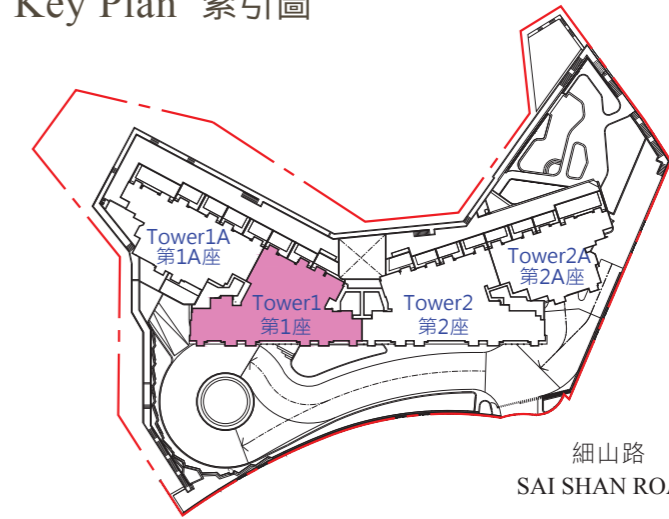 Key Plan 索引圖
Tower1A
第1A座
Tower1
第1座
Tower2
第2座
Tower2A
第2A座
細山路
SAI SHAN ROA